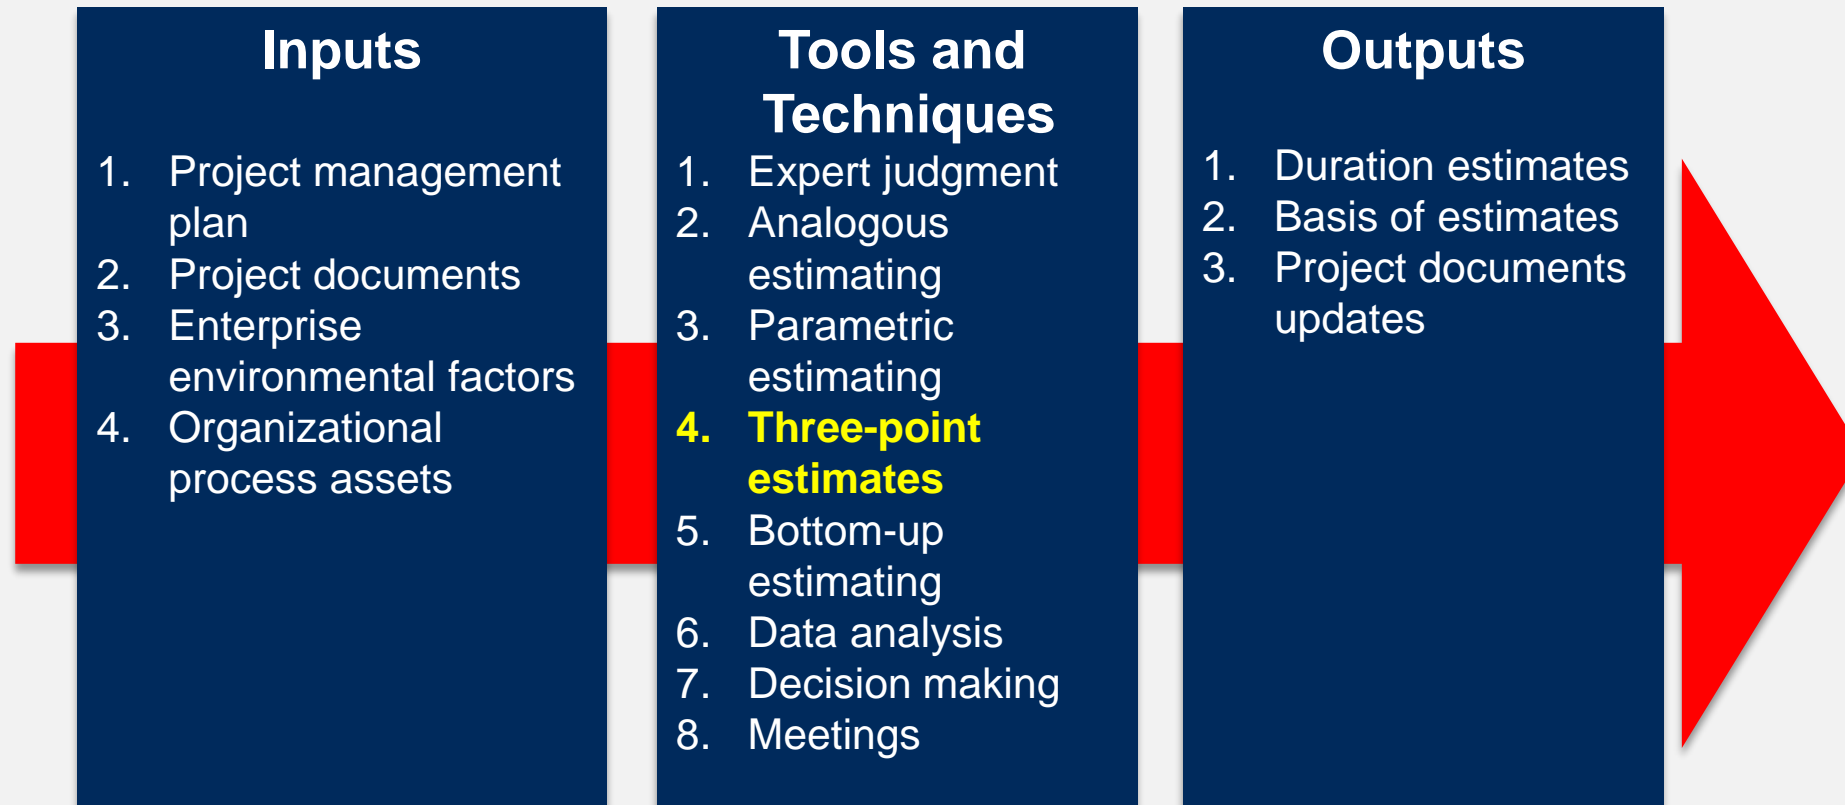 Inputs
1. Project management
plan
2. Project documents
3. Enterprise
environmental factors
4. Organizational
process assets
Tools and
Techniques
1. Expert judgment
2. Analogous
estimating
3. Parametric
estimating
4. Three-point
estimates
5. Bottom-up
estimating
6. Data analysis
7. Decision making
8. Meetings
Outputs
1. Duration estimates
2. Basis of estimates
3. Project documents
updates